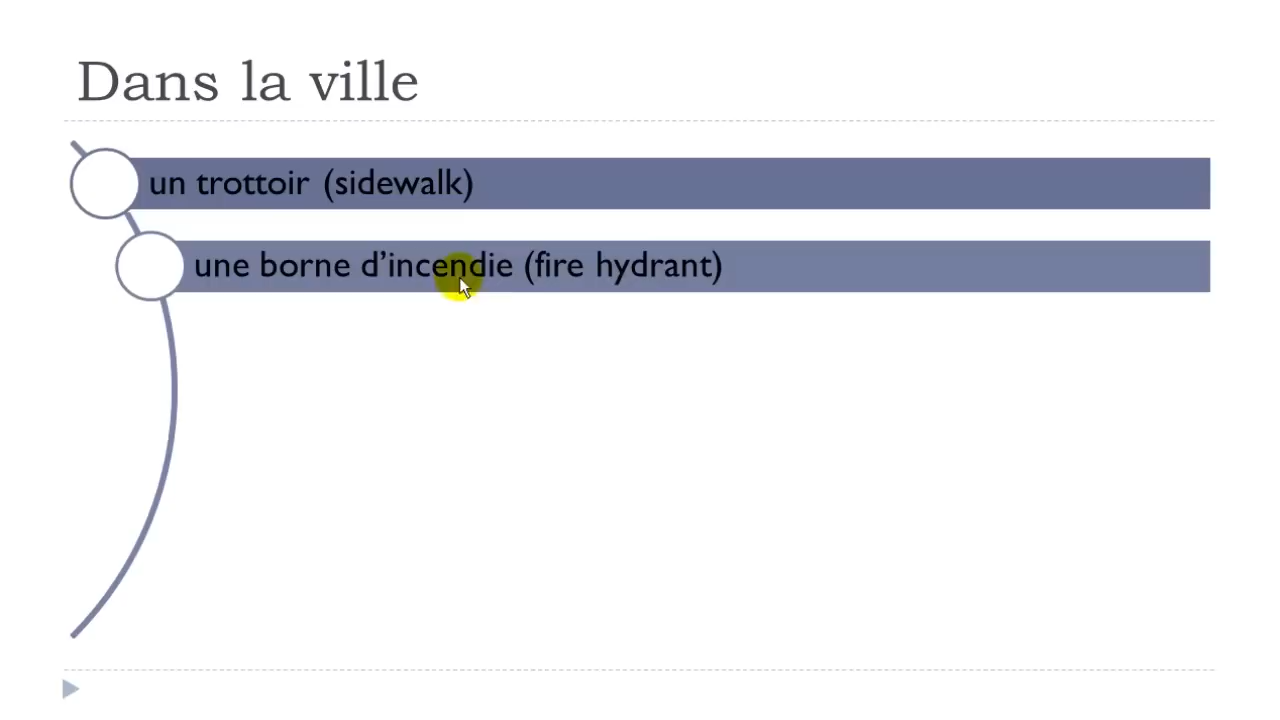 Dans la ville
un trottoir (sidewalk)
une borne d’incendie (fire hydrant)